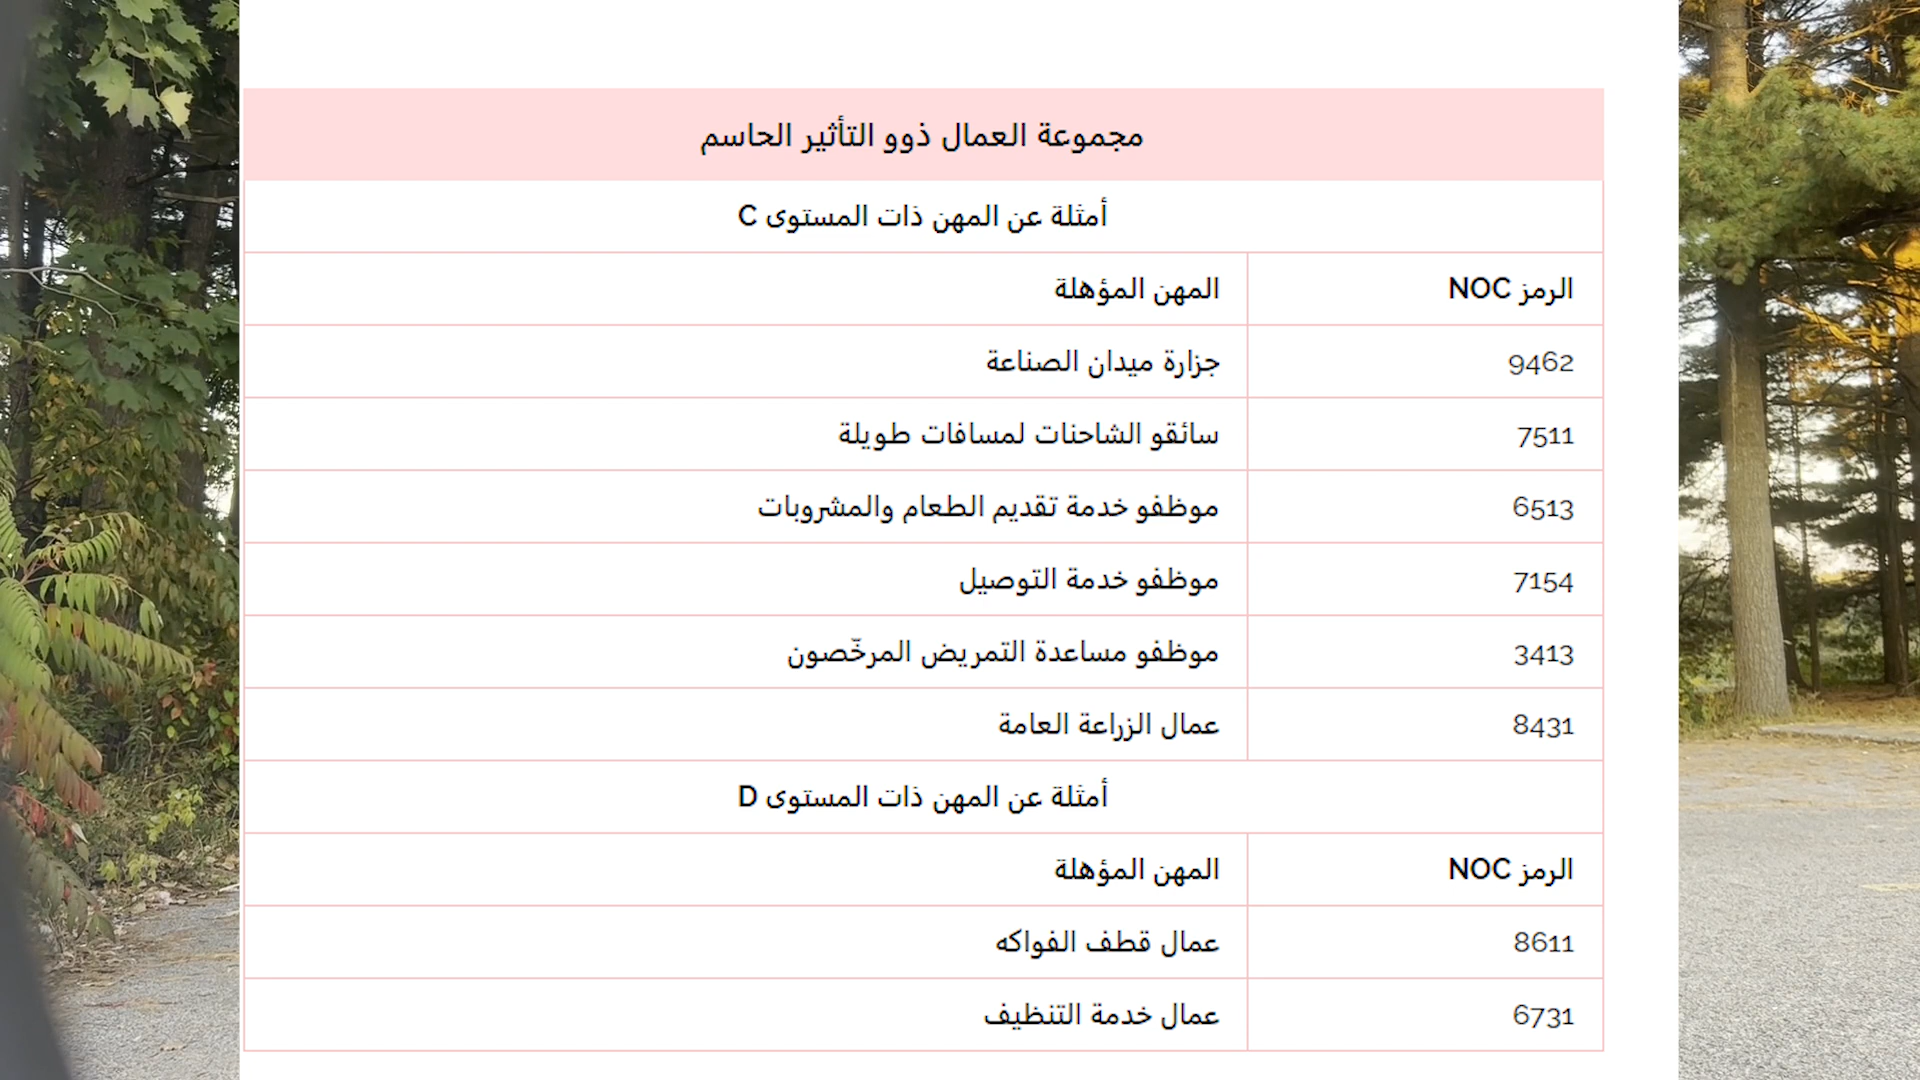 مجموعة العمال ذوو التأثير الحاسم
أمثلة عن المهن ذات المستوى C
الرمز NOC المهن المؤهلة
9462 جزارة ميدان الصناعة
7511 سائقو الشاحنات لمسافات طويلة
6513 موظفو خدمة تقديم الطعام والمشروبات
7154 موظفو خدمة التوصيل
3413 موظفو مساعدة التمريض المرخّصون
8431 عمال الزراعة العامة
أمثلة عن المهن ذات المستوى D
الرمز NOC المهن المؤهلة
8611 عمال قطف الفواكه
6731 عمال خدمة التنظيف